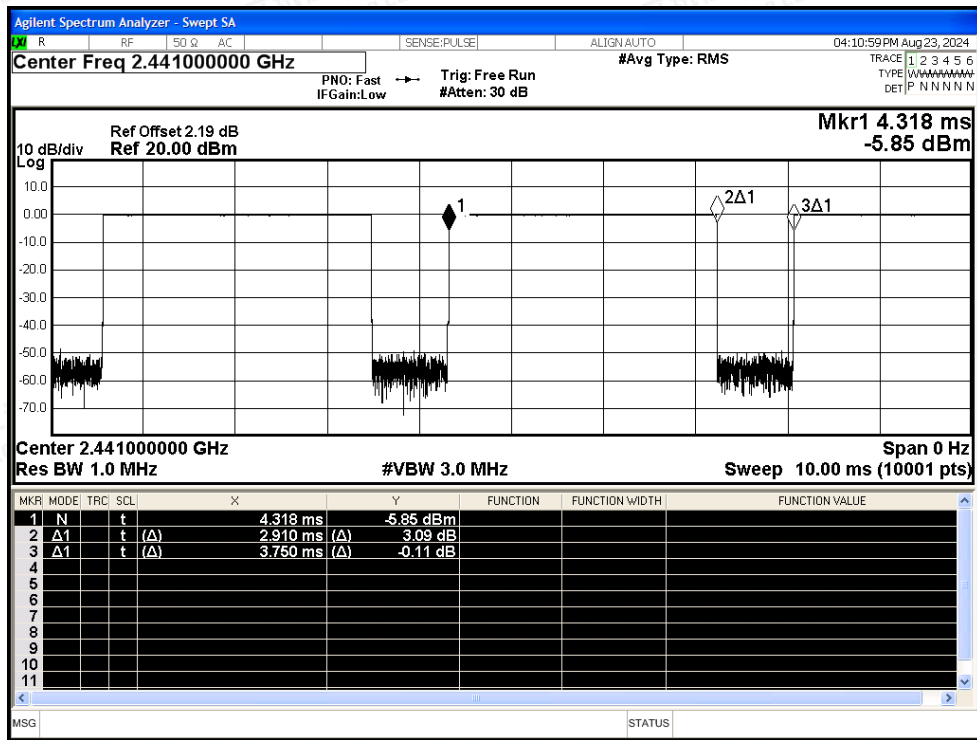 Agilent Spectrum Analyzer - Swept SA
LXI R RF 50 Ω AC SENSE:PULSE ALIGN AUTO 04:10:59 PM Aug 23, 2024
Center Freq 2.441000000 GHz #Avg Type: RMS TRACE 1 2 3 4 5 6
PNO: Fast Trig: Free Run TYPE WWWWWW
IFGain:Low #Atten: 30 dB DET P N N N N N
Mkr1 4.318 ms
Ref Offset 2.19 dB
10 dB/div Ref 20.00 dBm -5.85 dBm
Log
10.0
1 2Δ1 3Δ1
0.00
-10.0
-20.0
-30.0
-40.0
-50.0
-60.0
-70.0
Center 2.441000000 GHz Span 0 Hz
Res BW 1.0 MHz #VBW 3.0 MHz Sweep 10.00 ms (10001 pts)
MKR MODE TRC SCL X Y FUNCTION FUNCTION WIDTH FUNCTION VALUE
1 N t 4.318 ms -5.85 dBm
2 Δ1 t (Δ) 2.910 ms (Δ) 3.09 dB
3 Δ1 t (Δ) 3.750 ms (Δ) -0.11 dB
4
5
6
7
8
9
10
11
MSG STATUS